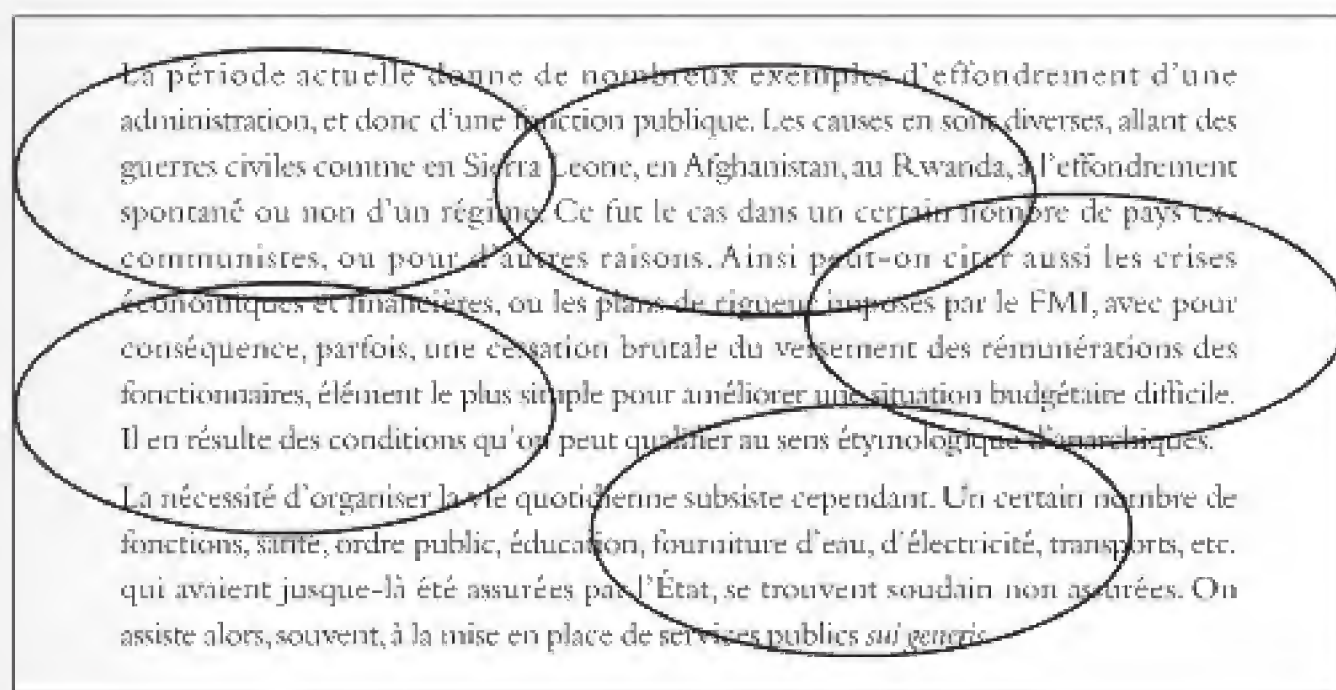 La période actuelle donne de nombreux exemples d'effondrement d'une
administration, et donc d'une fonction publique. Les causes en sont diverses, allant des
guerres civiles comme en Sierra Leone, en Afghanistan, au Rwanda, à l'effondrement
spontané ou non d'un régime. Ce fut le cas dans un certain nombre de pays ex-
communistes, ou pour d'autres raisons. Ainsi peut-on citer aussi les crises
économiques et financières, ou les plans de rigueur imposés par le FMI, avec pour
conséquence, parfois, une cessation brutale du versement des rémunérations des
fonctionnaires, élément le plus simple pour améliorer une situation budgétaire difficile.
Il en résulte des conditions qu'on peut qualifier au sens étymologique d'anarchiques.
La nécessité d'organiser la vie quotidienne subsiste cependant. Un certain nombre de
fonctions, santé, ordre public, éducation, fourniture d'eau, d'électricité, transports, etc.
qui avaient jusque-là été assurées par l'État, se trouvent soudain non assurées. On
assiste alors, souvent, à la mise en place de services publics sui generis.